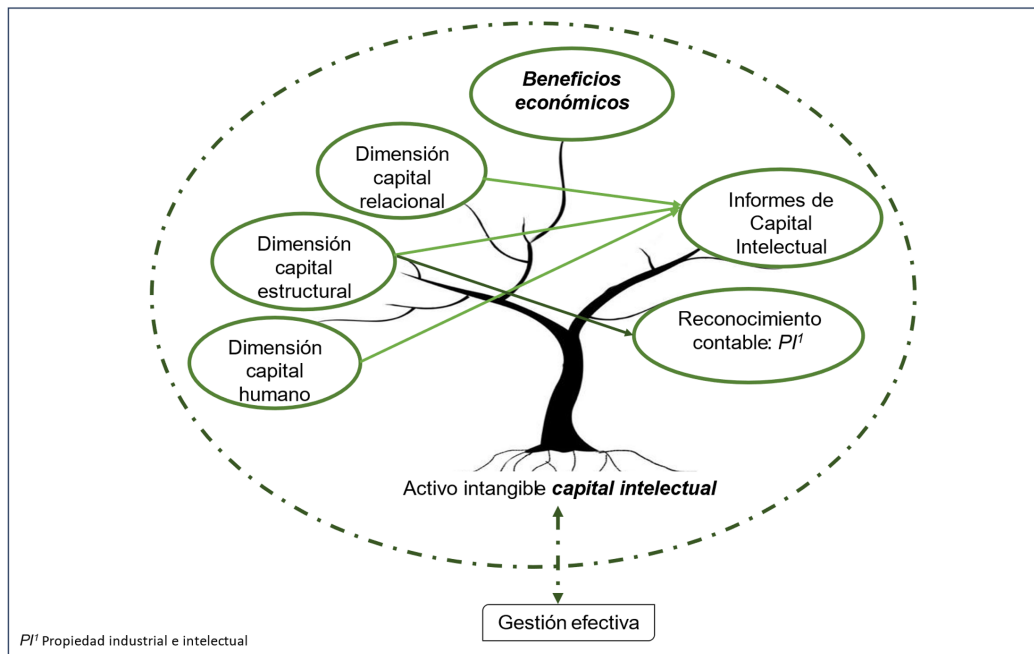 Beneficios
económicos
Dimensión
capital
relacional
Informes de
Capital
Intelectual
Dimensión
capital
estructural
Reconocimiento
contable: PI¹
Dimensión
capital
humano
Activo intangible capital intelectual
Gestión efectiva
PI¹ Propiedad industrial e intelectual